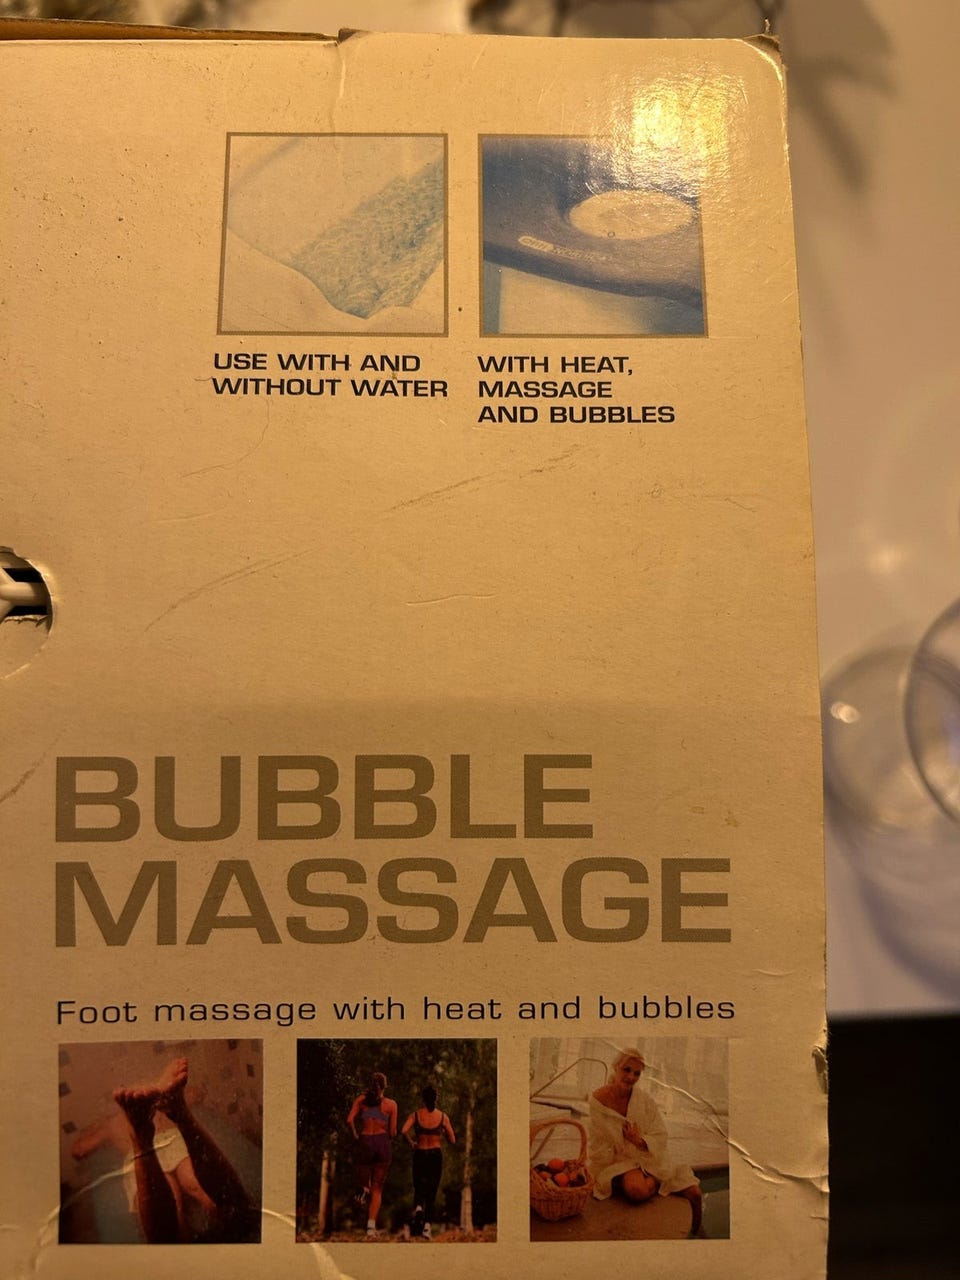 USE WITH AND
WITHOUT WATER
WITH HEAT,
MASSAGE
AND BUBBLES
BUBBLE
MASSAGE
Foot massage with heat and bubbles